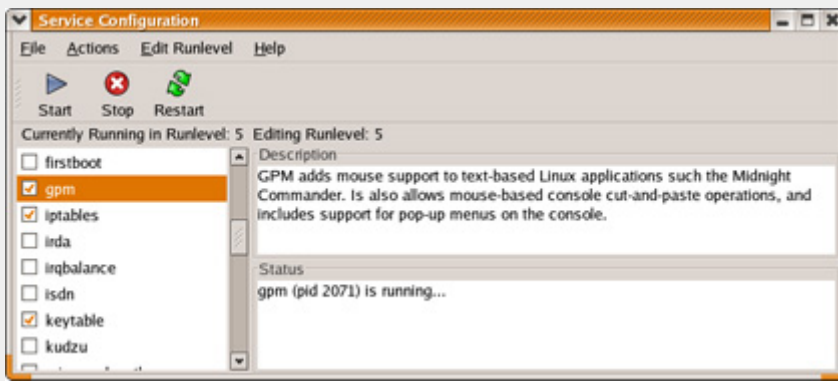 Service Configuration
File Actions Edit Runlevel Help
Start Stop Restart
Currently Running in Runlevel: 5 Editing Runlevel: 5
firstboot
gpm
iptables
irda
irqbalance
isdn
keytable
kudzu
Description
GPM adds mouse support to text-based Linux applications such the Midnight
Commander. Is also allows mouse-based console cut-and-paste operations, and
includes support for pop-up menus on the console.
Status
gpm (pid 2071) is running...